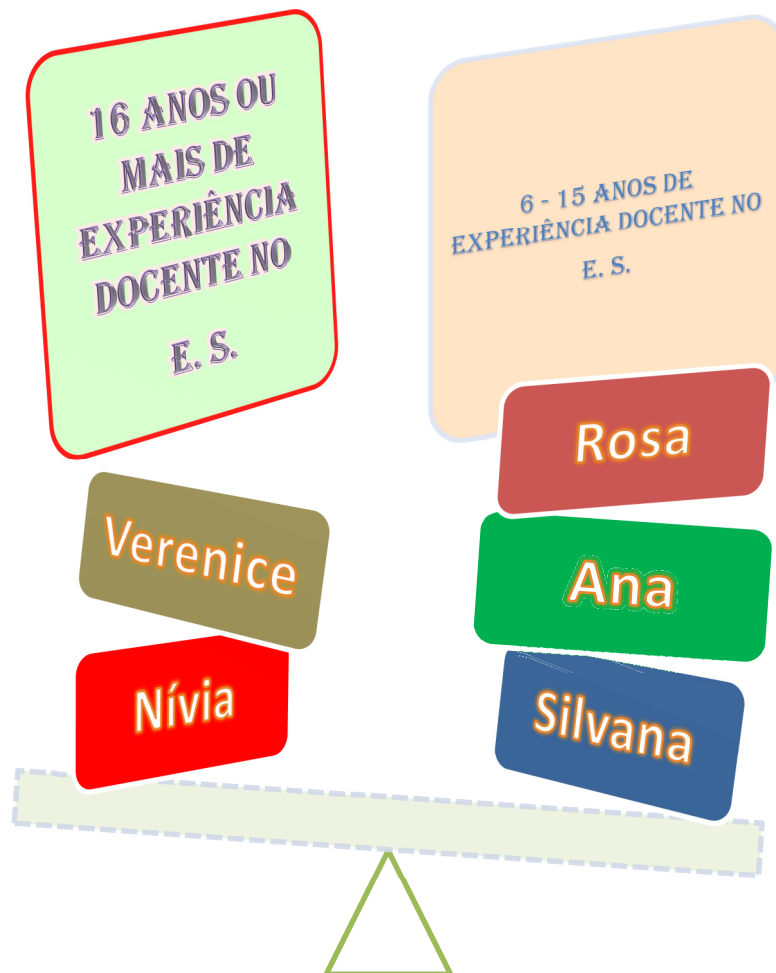 16 ANOS OU
MAIS DE
EXPERIÊNCIA
DOCENTE NO
E. S.
6 - 15 ANOS DE
EXPERIÊNCIA DOCENTE NO
E. S.
Verenice
Nívia
Rosa
Ana
Silvana